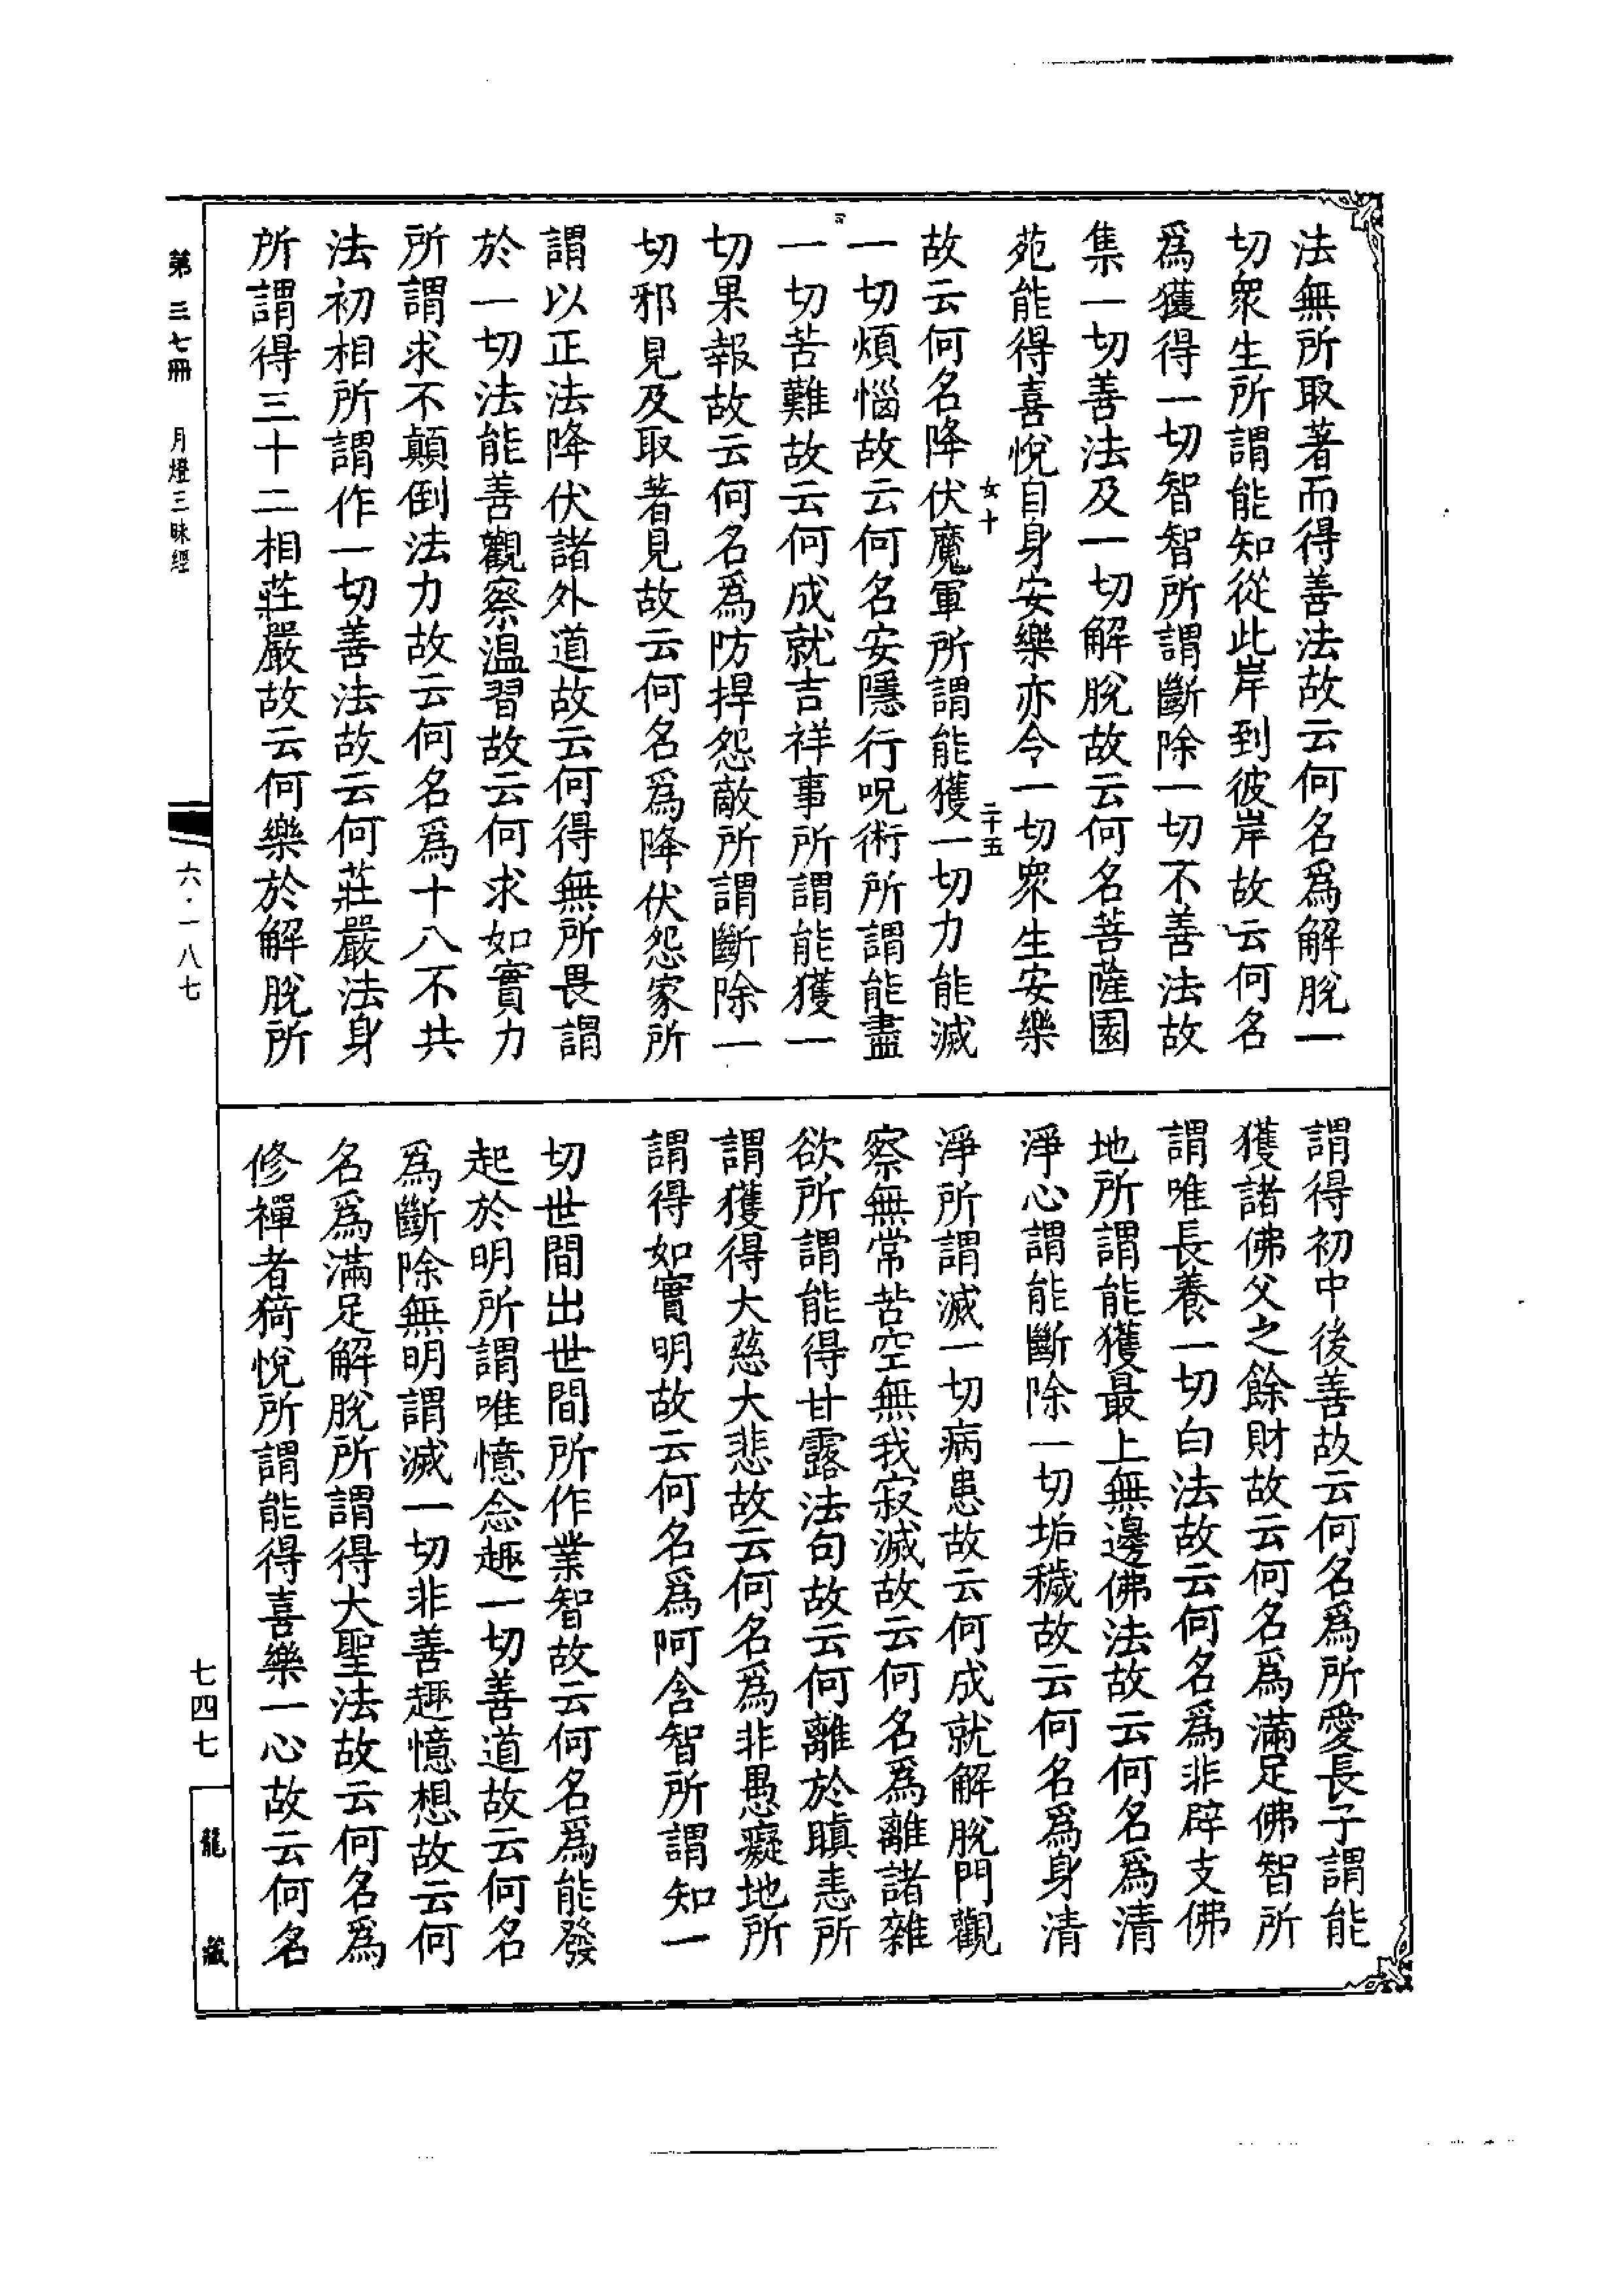 法無所取著而得善法故云何名爲解脫一
切衆生所謂能知從此岸到彼岸故云何名
爲獲得一切智智所謂斷除一切不善法故
集一切善法及一切解脫故云何名菩薩園
苑能得喜悅自身安樂亦令一切衆生安樂
女十 二十五
故云何名降伏魔軍所謂能獲一切力能滅
一切煩惱故云何名安隱行呪術所謂能盡
一切苦難故云何成就吉祥事所謂能獲一
切果報故云何名爲防捍怨敵所謂斷除一
切邪見及取著見故云何名爲降伏怨家所
謂以正法降伏諸外道故云何得無所畏謂
於一切法能善觀察溫習故云何求如實力
所謂求不顛倒法力故云何名爲十八不共
法初相所謂作一切善法故云何莊嚴法身
所謂得三十二相莊嚴故云何樂於解脫所
謂得初中後善故云何名爲所愛長子謂能
獲諸佛父之餘財故云何名爲滿足佛智所
謂唯長養一切白法故云何名爲非辟支佛
地所謂能獲最上無邊佛法故云何名爲清
淨心謂能斷除一切垢穢故云何名爲身清
淨所謂滅一切病患故云何成就解脫門觀
察無常苦空無我寂滅故云何名爲離諸雜
欲所謂能得甘露法句故云何離於瞋恚所
謂獲得大慈大悲故云何名爲非愚癡地所
謂得如實明故云何名爲阿含智所謂知一
切世間出世間所作業智故云何名爲能發
起於明所謂唯憶念趣一切善道故云何名
爲斷除無明謂滅一切非善趣憶想故云何
名爲滿足解脫所謂得大聖法故云何名爲
修禪者猗悅所謂能得喜樂一心故云何名
第三七冊 月燈三昧經
六·一八七
七四七
龍藏